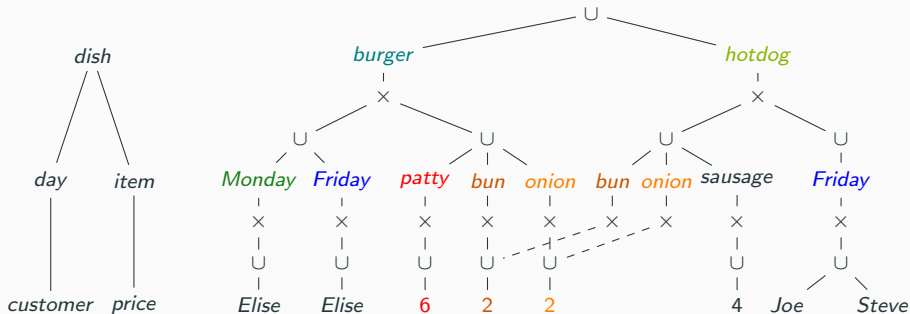 ∪
dish burger hotdog
× ×
∪ ∪ ∪ ∪
day item Monday Friday patty bun onion bun onion sausage Friday
× × × × × × × × ×
∪ ∪ ∪ ∪ ∪ ∪ ∪
customer price Elise Elise 6 2 2 4 Joe Steve